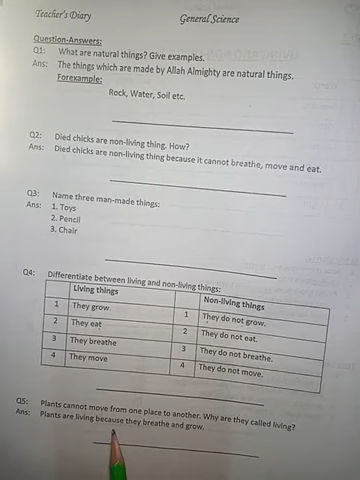 Teacher's Diary General Science
Question-Answers:
Q1: What are natural things? Give examples.
Ans: The things which are made by Allah Almighty are natural things.
Forexample:
Rock, Water, Soil etc.
Q2: Died chicks are non-living thing. How?
Ans: Died chicks are non-living thing because it cannot breathe, move and eat.
Q3: Name three man-made things:
Ans: 1. Toys
2. Pencil
3. Chair
Q4: Differentiate between living and non-living things:
Living things Non-living things
1 They grow 1 They do not grow.
2 They eat 2 They do not eat.
3 They breathe 3 They do not breathe.
4 They move 4 They do not move.
Q5: Plants cannot move from one place to another. Why are they called living?
Ans: Plants are living because they breathe and grow.